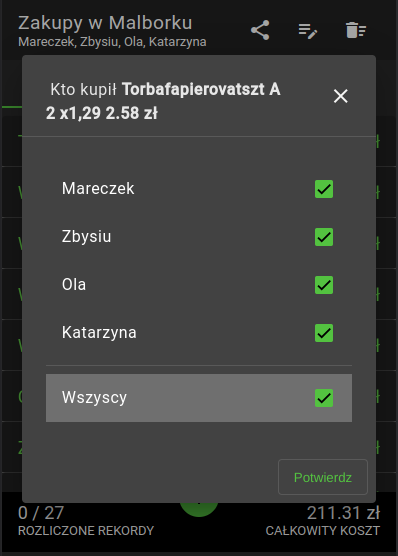 Zakupy w Malborku
Mareczek, Zbysiu, Ola, Katarzyna
Kto kupił Torbafapierovatszt A
2 x1,29 2.58 zł
Mareczek
Zbysiu
Ola
Katarzyna
Wszyscy
Potwierdz
0 / 27
211.31 zł
ROZLICZONE REKORDY
CAŁKOWITY KOSZT